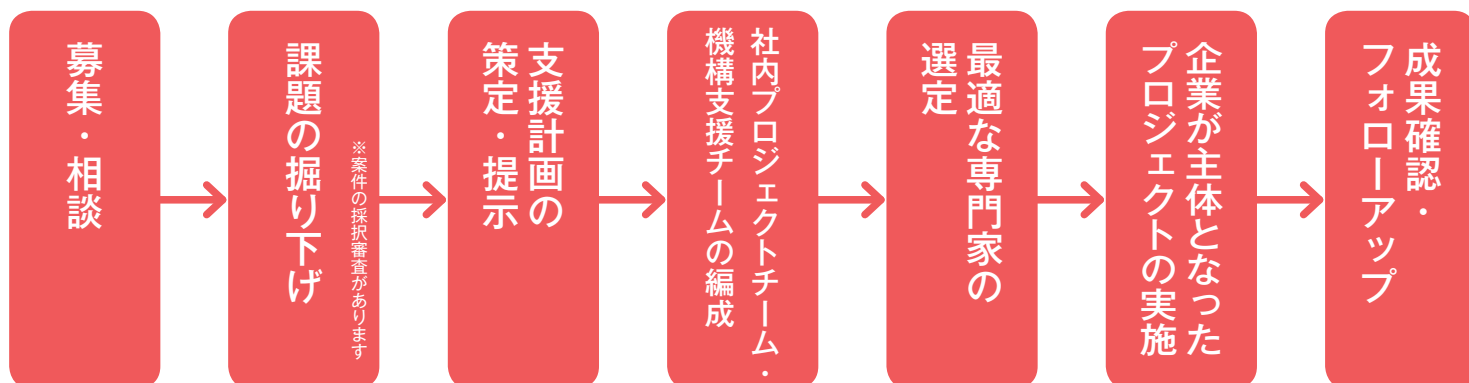 募集・相談
課題の掘り下げ
※案件の採択審査があります
支援計画の
策定・提示
社内プロジェクトチーム・
機構支援チームの編成
最適な専門家の
選定
企業が主体となった
プロジェクトの実施
成果確認・
フォローアップ